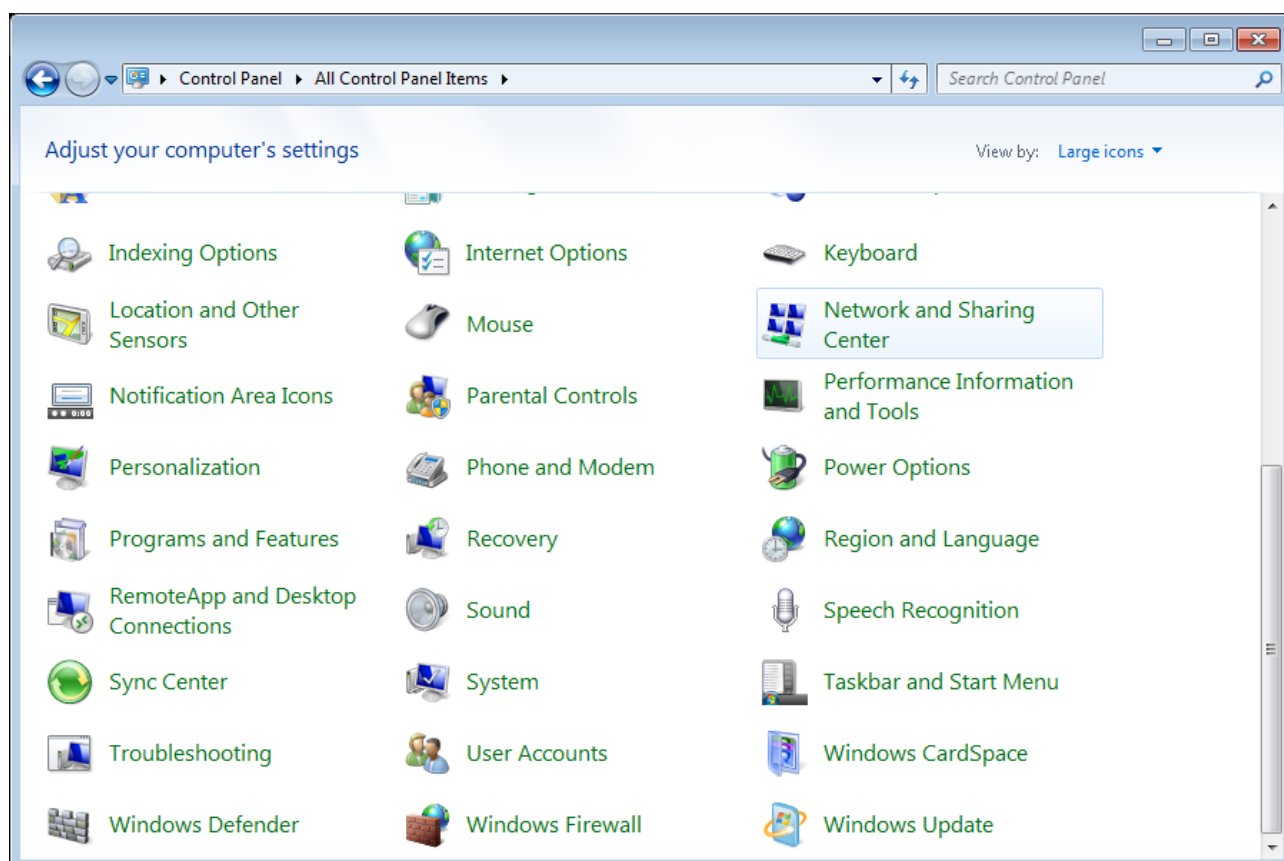 Control Panel ▸ All Control Panel Items ▸
Search Control Panel
Adjust your computer's settings
View by: Large icons
Indexing Options
Internet Options
Keyboard
Location and Other
Sensors
Mouse
Network and Sharing
Center
Notification Area Icons
Parental Controls
Performance Information
and Tools
Personalization
Phone and Modem
Power Options
Programs and Features
Recovery
Region and Language
RemoteApp and Desktop
Connections
Sound
Speech Recognition
Sync Center
System
Taskbar and Start Menu
Troubleshooting
User Accounts
Windows CardSpace
Windows Defender
Windows Firewall
Windows Update